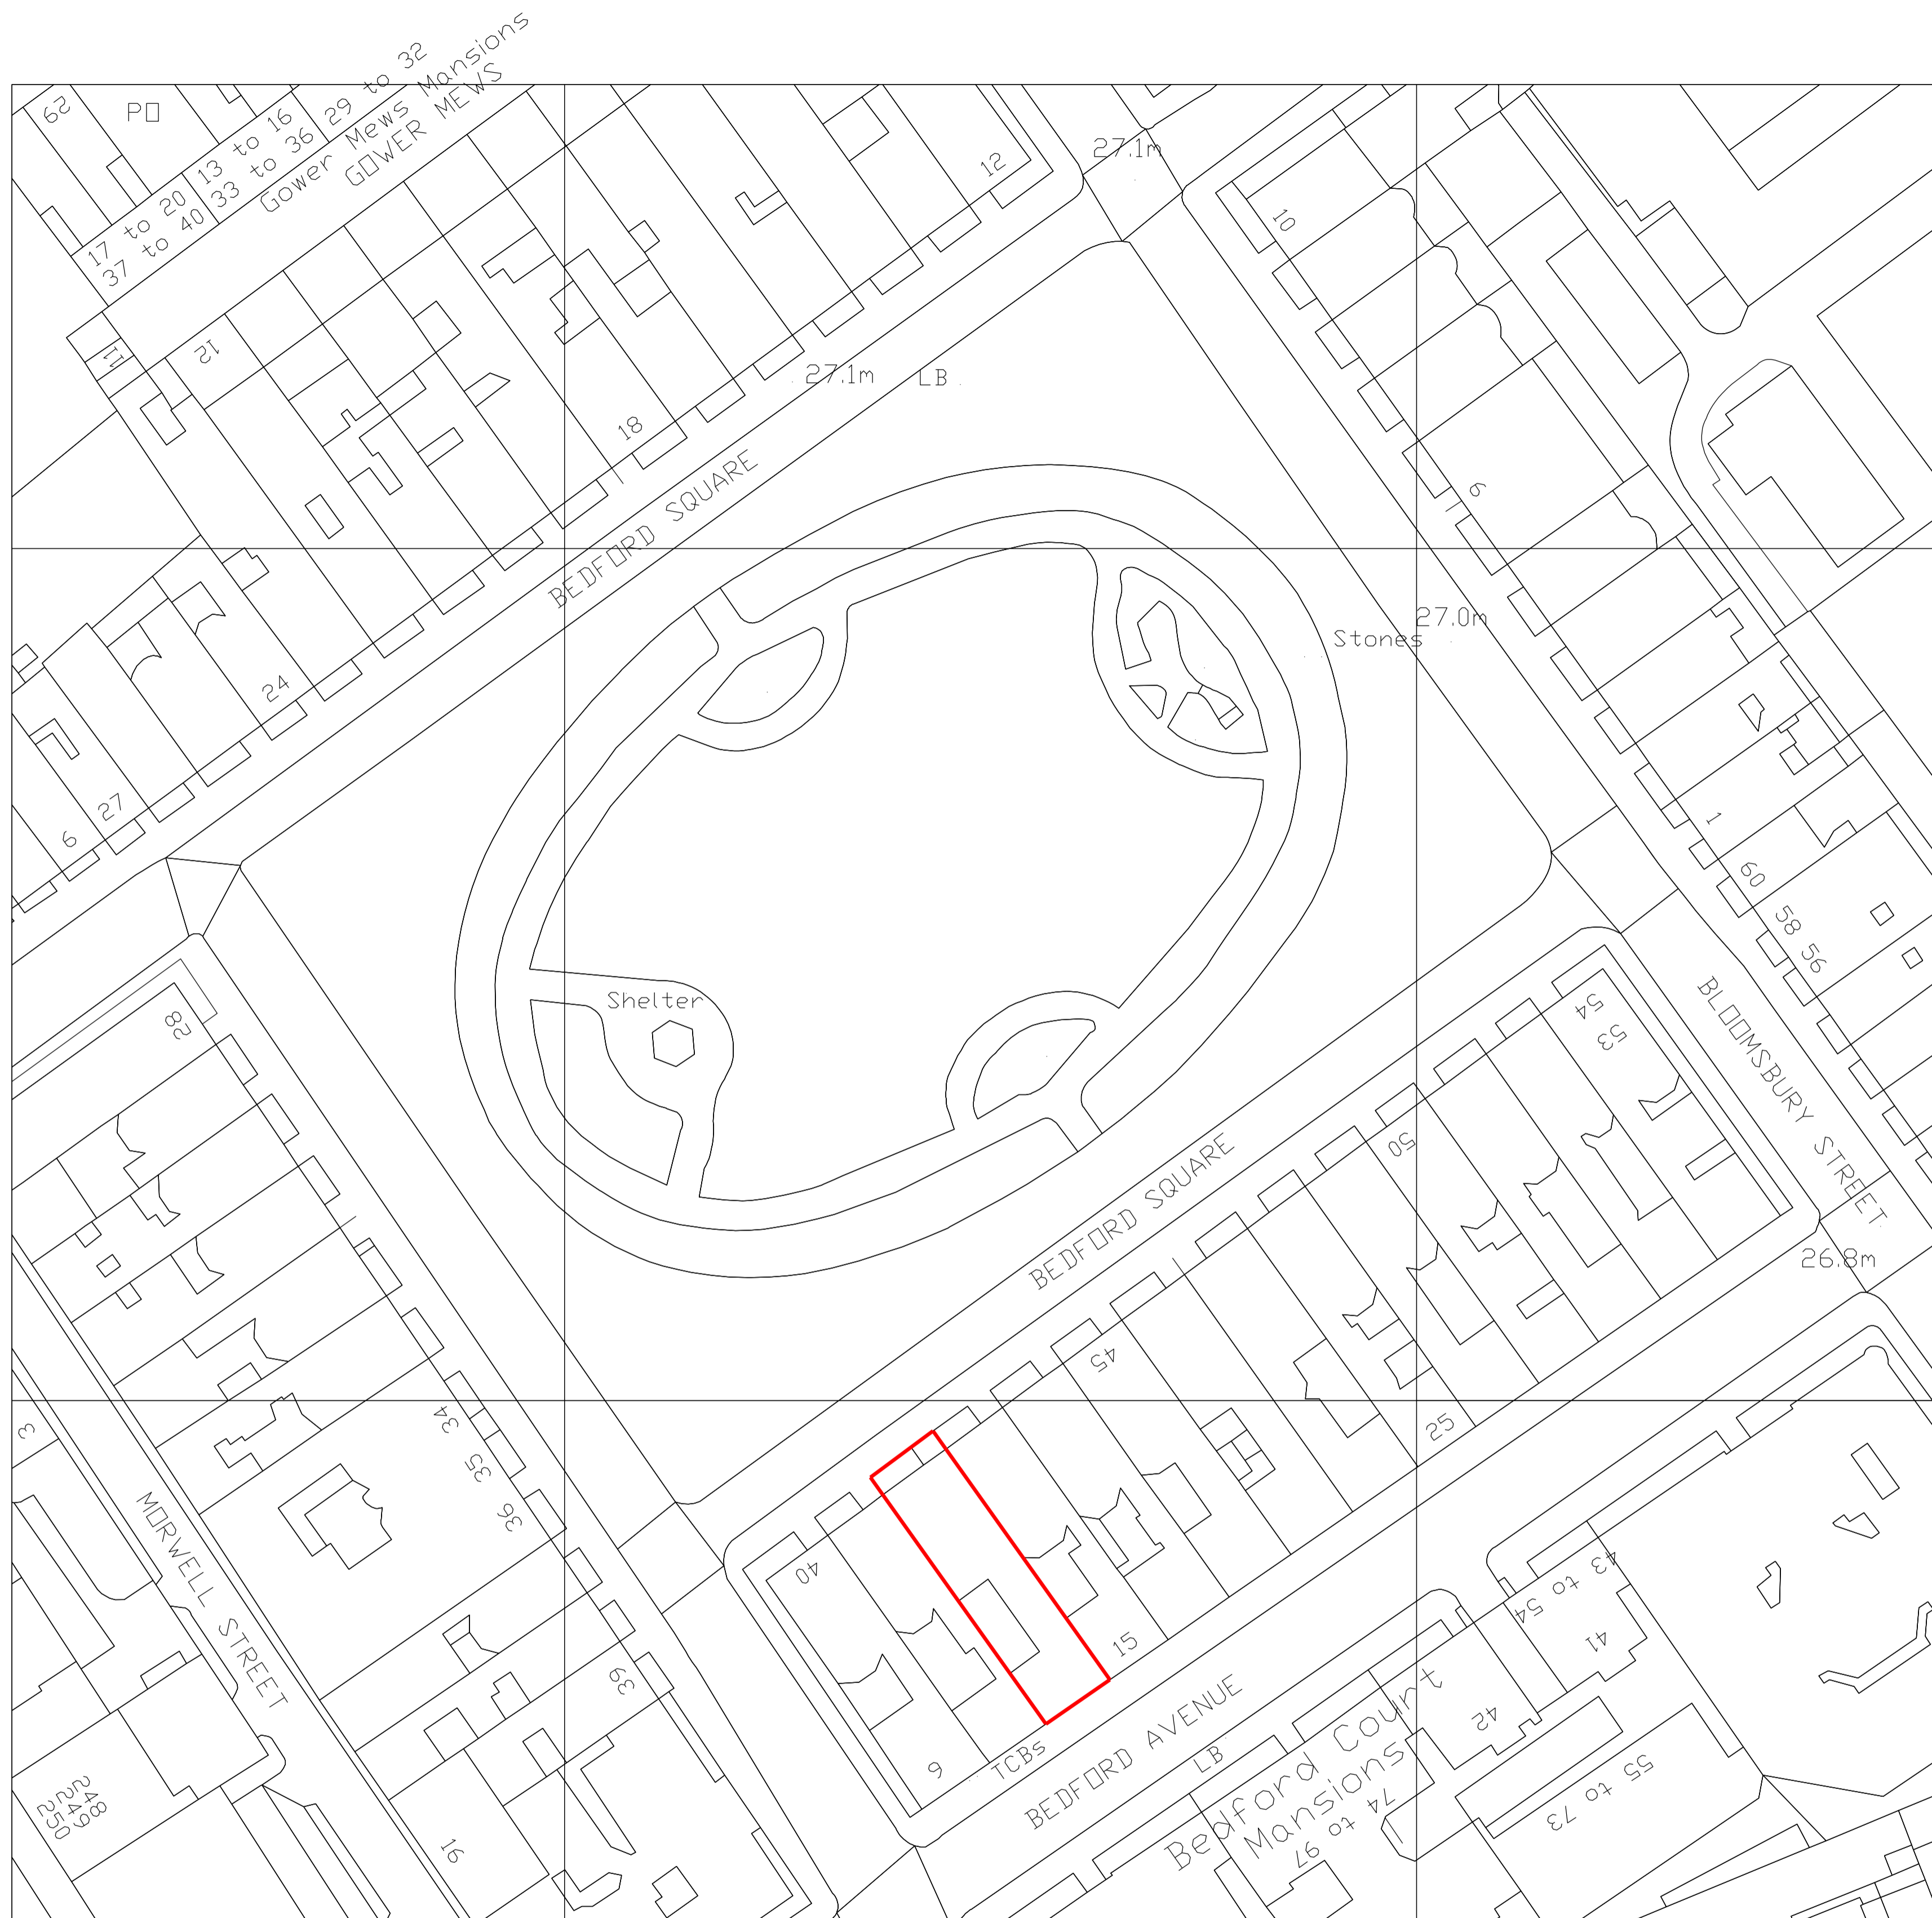 29
PO
29 to 32
13 to 16
33 to 36
Gower Mews Mansions
GOWER MEWS
17 to 20
37 to 40
12
27.1m
10
11
12
27.1m
LB
18
BEDFORD SQUARE
6
27.0m
Stones
24
27
6
1
60
58
56
28
Shelter
54
53
BLOOMSBURY STREET
50
BEDFORD SQUARE
26.8m
45
34
35
36
3
25
MORWELL STREET
40
43 to 54
41
15
39
BEDFORD AVENUE
42
TCBs
9
LB
Bedford Court
Mansions
74 to 97
55 to 73
248
249
250
16